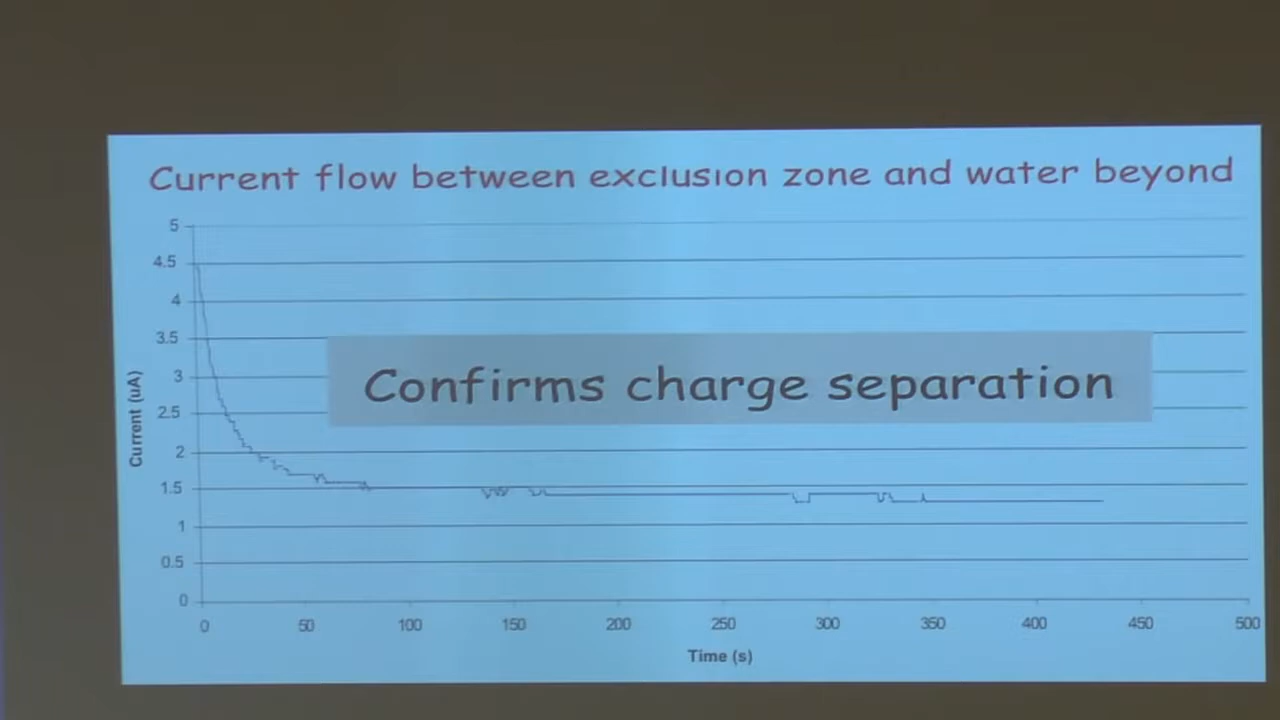 Current flow between exclusion zone and water beyond
5
4.5
4
3.5
3
2.5
2
1.5
1
0.5
0
Current (uA)
Confirms charge separation
0 50 100 150 200 250 300 350 400 450 500
Time (s)